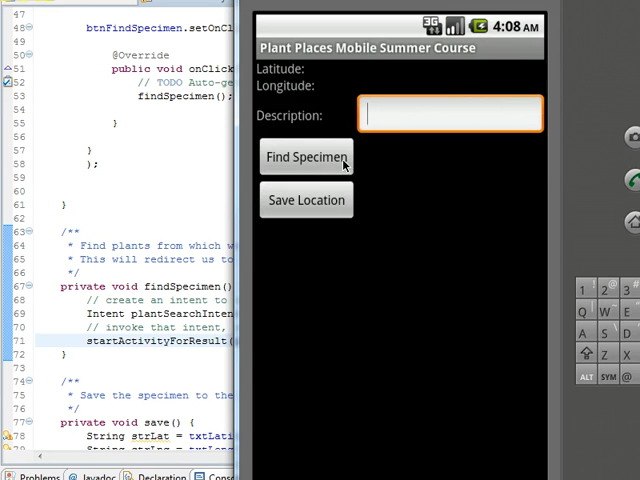 47
48 btnFindSpecimen.setOnCl
49
50 @Override
51 public void onClick
52 // TODO Auto-ge
53 findSpecimen();
54
55 }
56
57 }
58 );
59
60
61 }
62
63 /**
64 * Find plants from which w
65 * This will redirect us to
66 */
67 private void findSpecimen()
68 // create an intent to
69 Intent plantSearchInten
70 // invoke that intent,
71 startActivityForResult(
72 }
73
74 /**
75 * Save the specimen to the
76 */
77 private void save() {
78 String strLat = txtLati
79 String strLng = txtLong
Problems @ Javadoc Declaration Conso
3G 4:08 AM
Plant Places Mobile Summer Course
Latitude:
Longitude:
Description:
Find Specimen
Save Location
1 ! 2 @ 3 #
Q W E
A S D
Z X
ALT SYM @